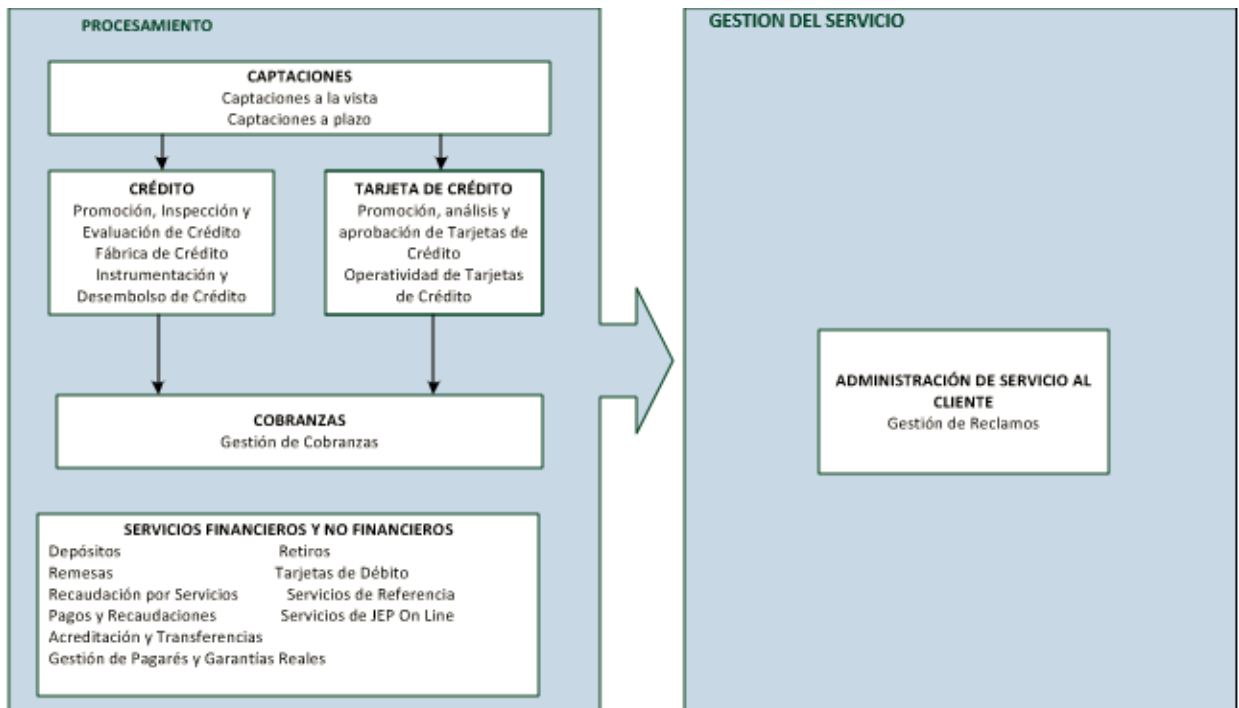 PROCESAMIENTO
CAPTACIONES
Captaciones a la vista
Captaciones a plazo
CRÉDITO
Promoción, Inspección y
Evaluación de Crédito
Fábrica de Crédito
Instrumentación y
Desembolso de Crédito
TARJETA DE CRÉDITO
Promoción, análisis y
aprobación de Tarjetas de
Crédito
Operatividad de Tarjetas
de Crédito
COBRANZAS
Gestión de Cobranzas
SERVICIOS FINANCIEROS Y NO FINANCIEROS
Depósitos Retiros
Remesas Tarjetas de Débito
Recaudación por Servicios Servicios de Referencia
Pagos y Recaudaciones Servicios de JEP On Line
Acreditación y Transferencias
Gestión de Pagarés y Garantías Reales
GESTION DEL SERVICIO
ADMINISTRACIÓN DE SERVICIO AL
CLIENTE
Gestión de Reclamos